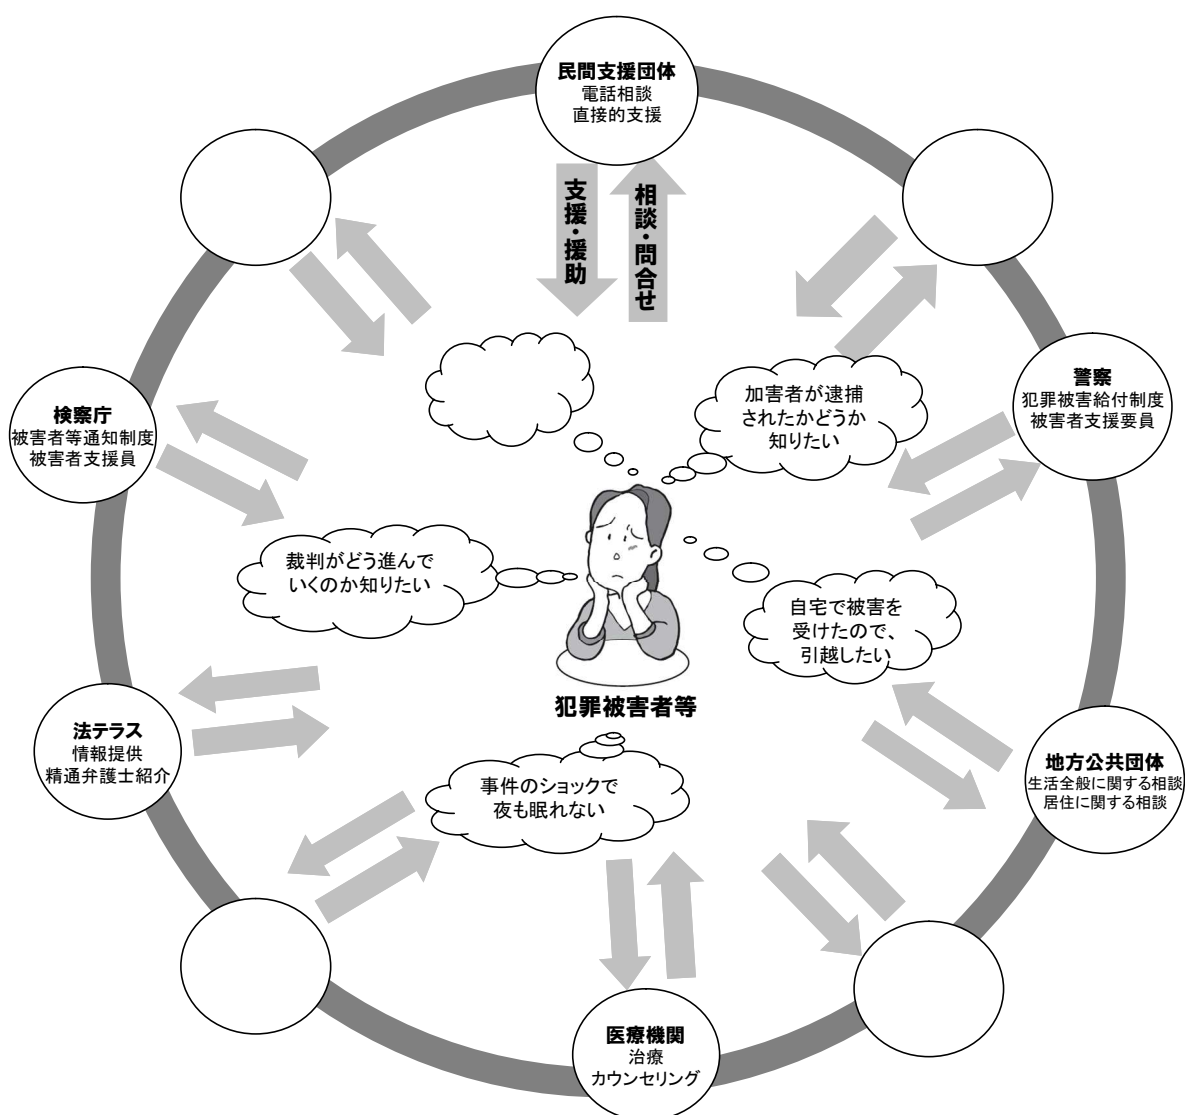 民間支援団体
電話相談
直接的支援
支援・援助
相談・問合せ
検察庁
被害者等通知制度
被害者支援員
加害者が逮捕
されたかどうか
知りたい
警察
犯罪被害給付制度
被害者支援要員
裁判がどう進んで
いくのか知りたい
自宅で被害を
受けたので、
引越したい
犯罪被害者等
法テラス
情報提供
精通弁護士紹介
事件のショックで
夜も眠れない
地方公共団体
生活全般に関する相談
居住に関する相談
医療機関
治療
カウンセリング